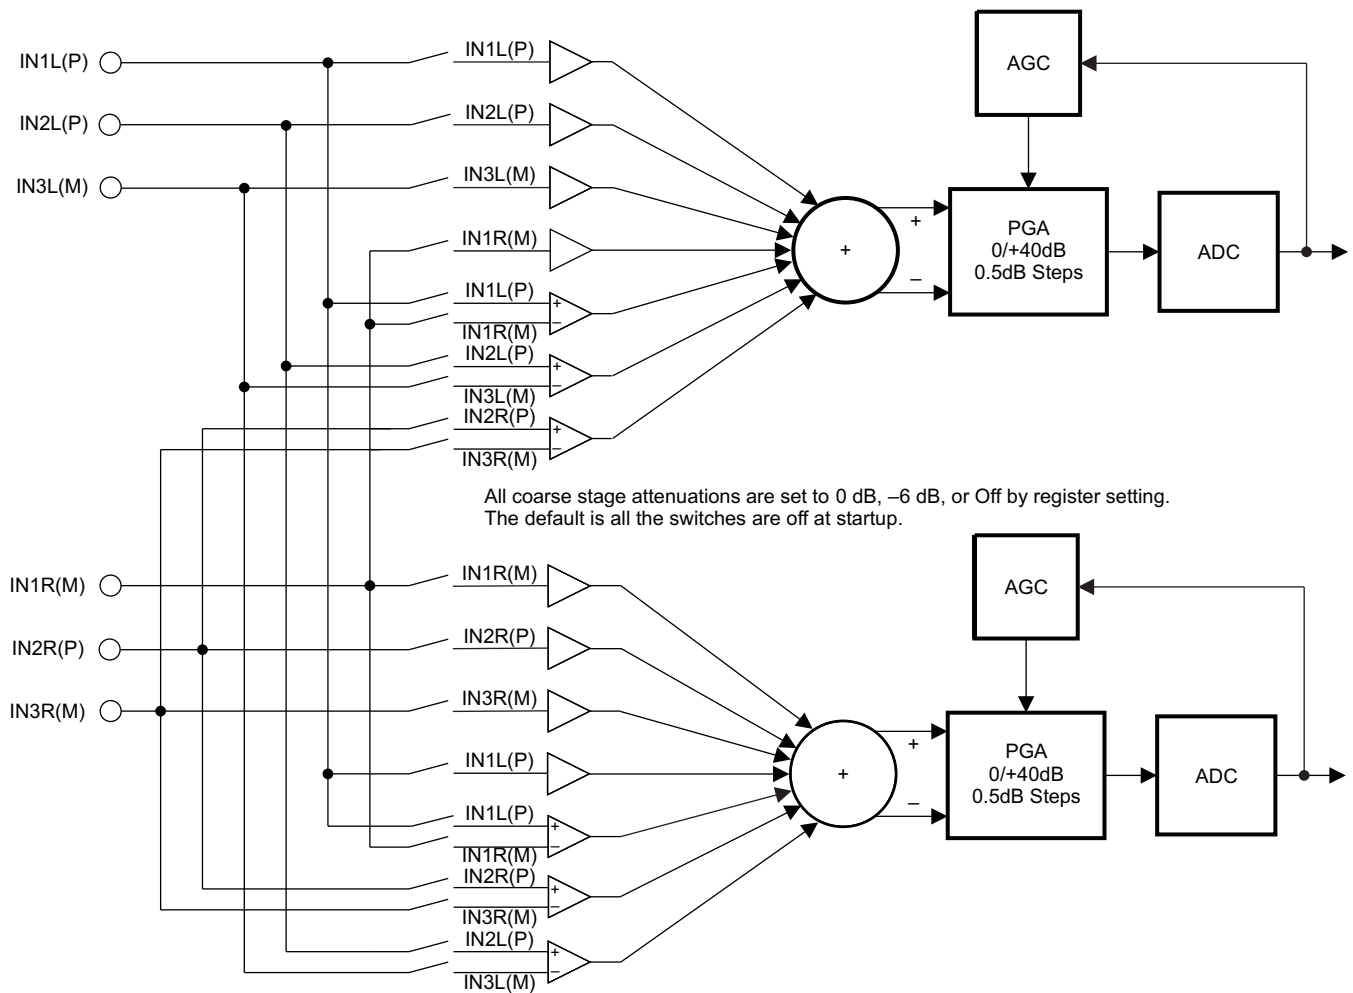 IN1L(P)
IN1L(P)
AGC
IN2L(P)
IN2L(P)
IN3L(M)
IN3L(M)
IN1R(M)
+
+
–
PGA
0/+40dB
0.5dB Steps
ADC
IN1L(P)
+
–
IN1R(M)
IN2L(P)
+
–
IN3L(M)
IN2R(P)
+
–
IN3R(M)
All coarse stage attenuations are set to 0 dB, –6 dB, or Off by register setting.
The default is all the switches are off at startup.
IN1R(M)
IN1R(M)
AGC
IN2R(P)
IN2R(P)
IN3R(M)
IN3R(M)
IN1L(P)
+
+
–
PGA
0/+40dB
0.5dB Steps
ADC
IN1L(P)
+
–
IN1R(M)
IN2R(P)
+
–
IN3R(M)
IN2L(P)
+
–
IN3L(M)